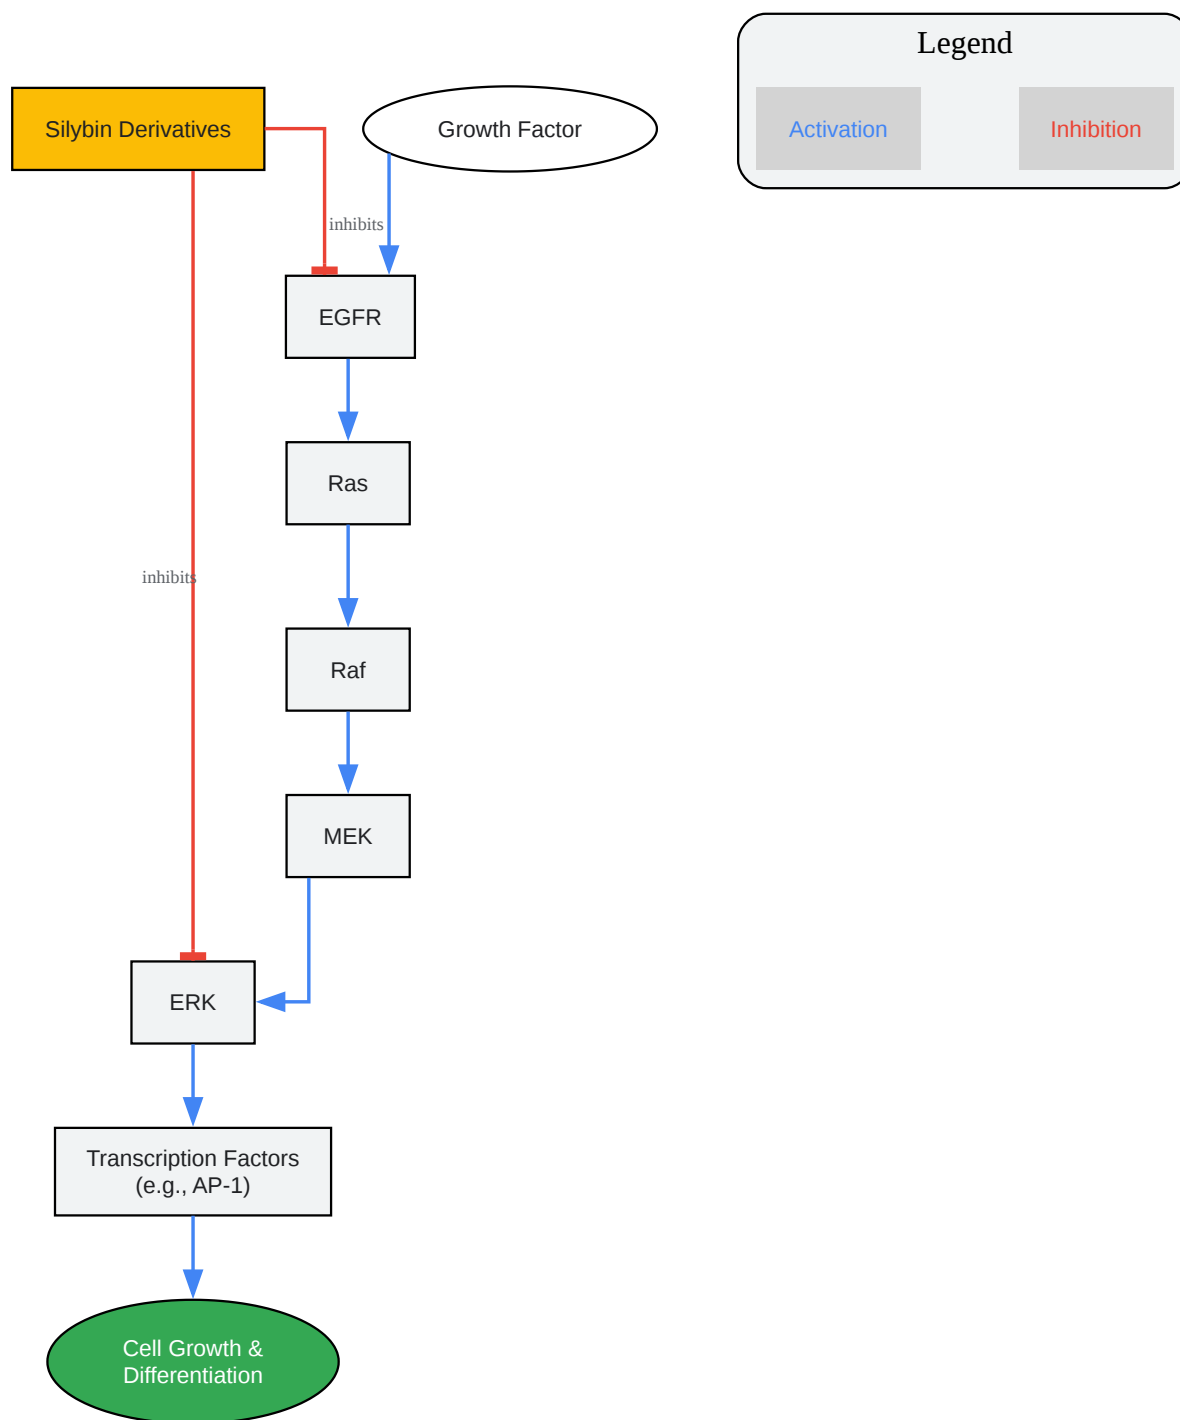 Legend
Silybin Derivatives
Growth Factor
Activation
Inhibition
inhibits
EGFR
Ras
inhibits
Raf
MEK
ERK
Transcription Factors
(e.g., AP-1)
Cell Growth &
Differentiation